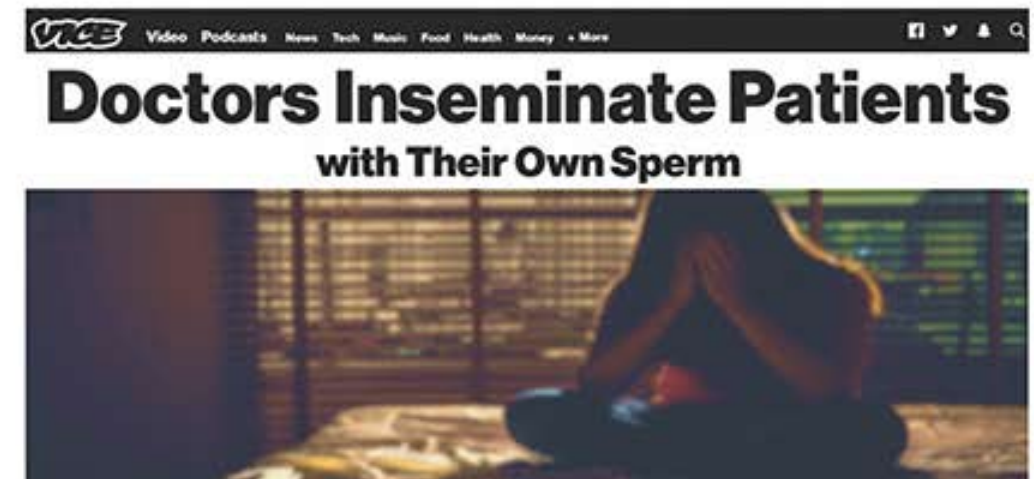 VICE Video Podcasts News Tech Music Food Health Money + More
Doctors Inseminate Patients
with Their Own Sperm